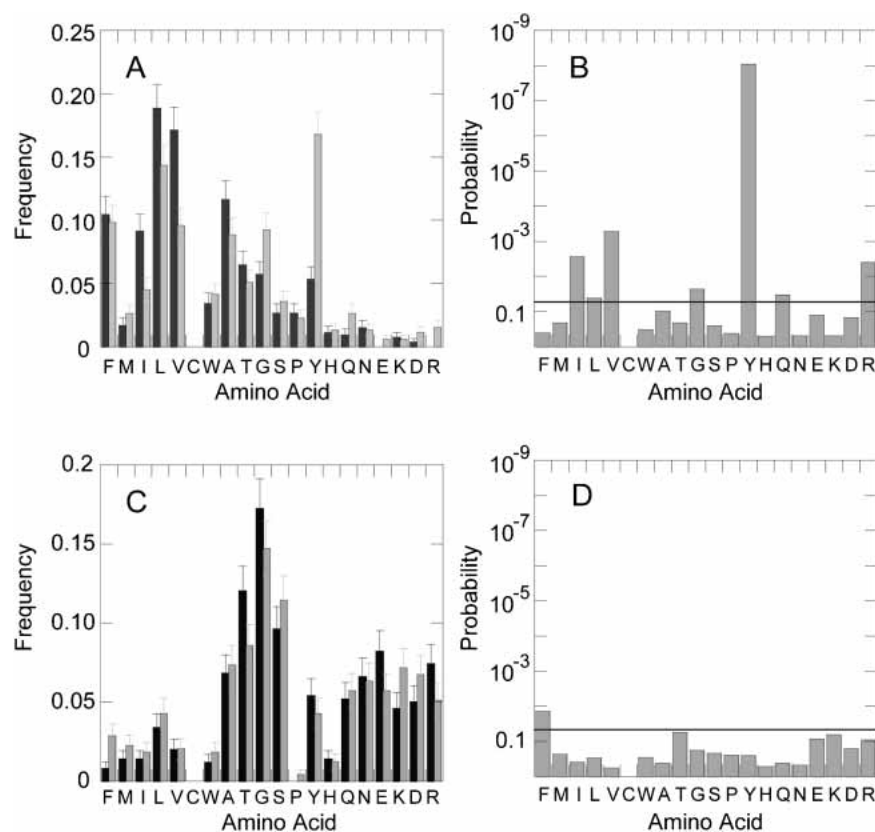 A
0.25
0.20
0.15
0.10
0.05
0
Frequency
F M I L V C W A T G S P Y H Q N E K D R
Amino Acid
B
10-9
10-7
10-5
10-3
0.1
Probability
F M I L V C W A T G S P Y H Q N E K D R
Amino Acid
C
0.2
0.15
0.10
0.05
0
Frequency
F M I L V C W A T G S P Y H Q N E K D R
Amino Acid
D
10-9
10-7
10-5
10-3
0.1
Probability
F M I L V C W A T G S P Y H Q N E K D R
Amino Acid